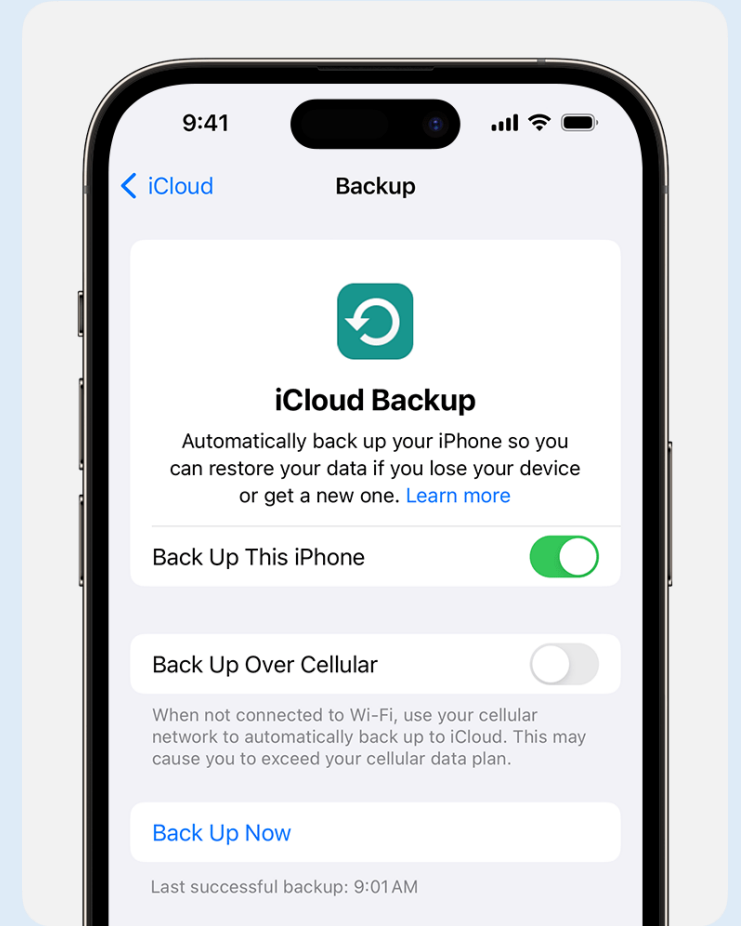 9:41
iCloud
Backup
iCloud Backup
Automatically back up your iPhone so you
can restore your data if you lose your device
or get a new one. Learn more
Back Up This iPhone
Back Up Over Cellular
When not connected to Wi-Fi, use your cellular
network to automatically back up to iCloud. This may
cause you to exceed your cellular data plan.
Back Up Now
Last successful backup: 9:01 AM